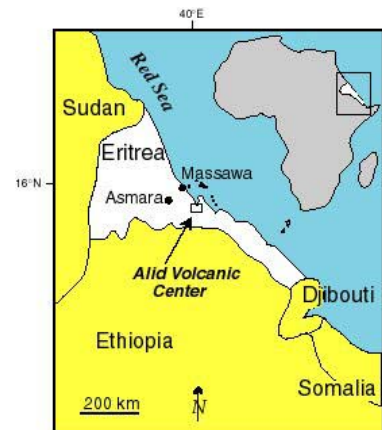 40°E
Red Sea
Sudan
Eritrea
Massawa
16°N
Asmara
Alid Volcanic
Center
Djibouti
Ethiopia
Somalia
200 km
N